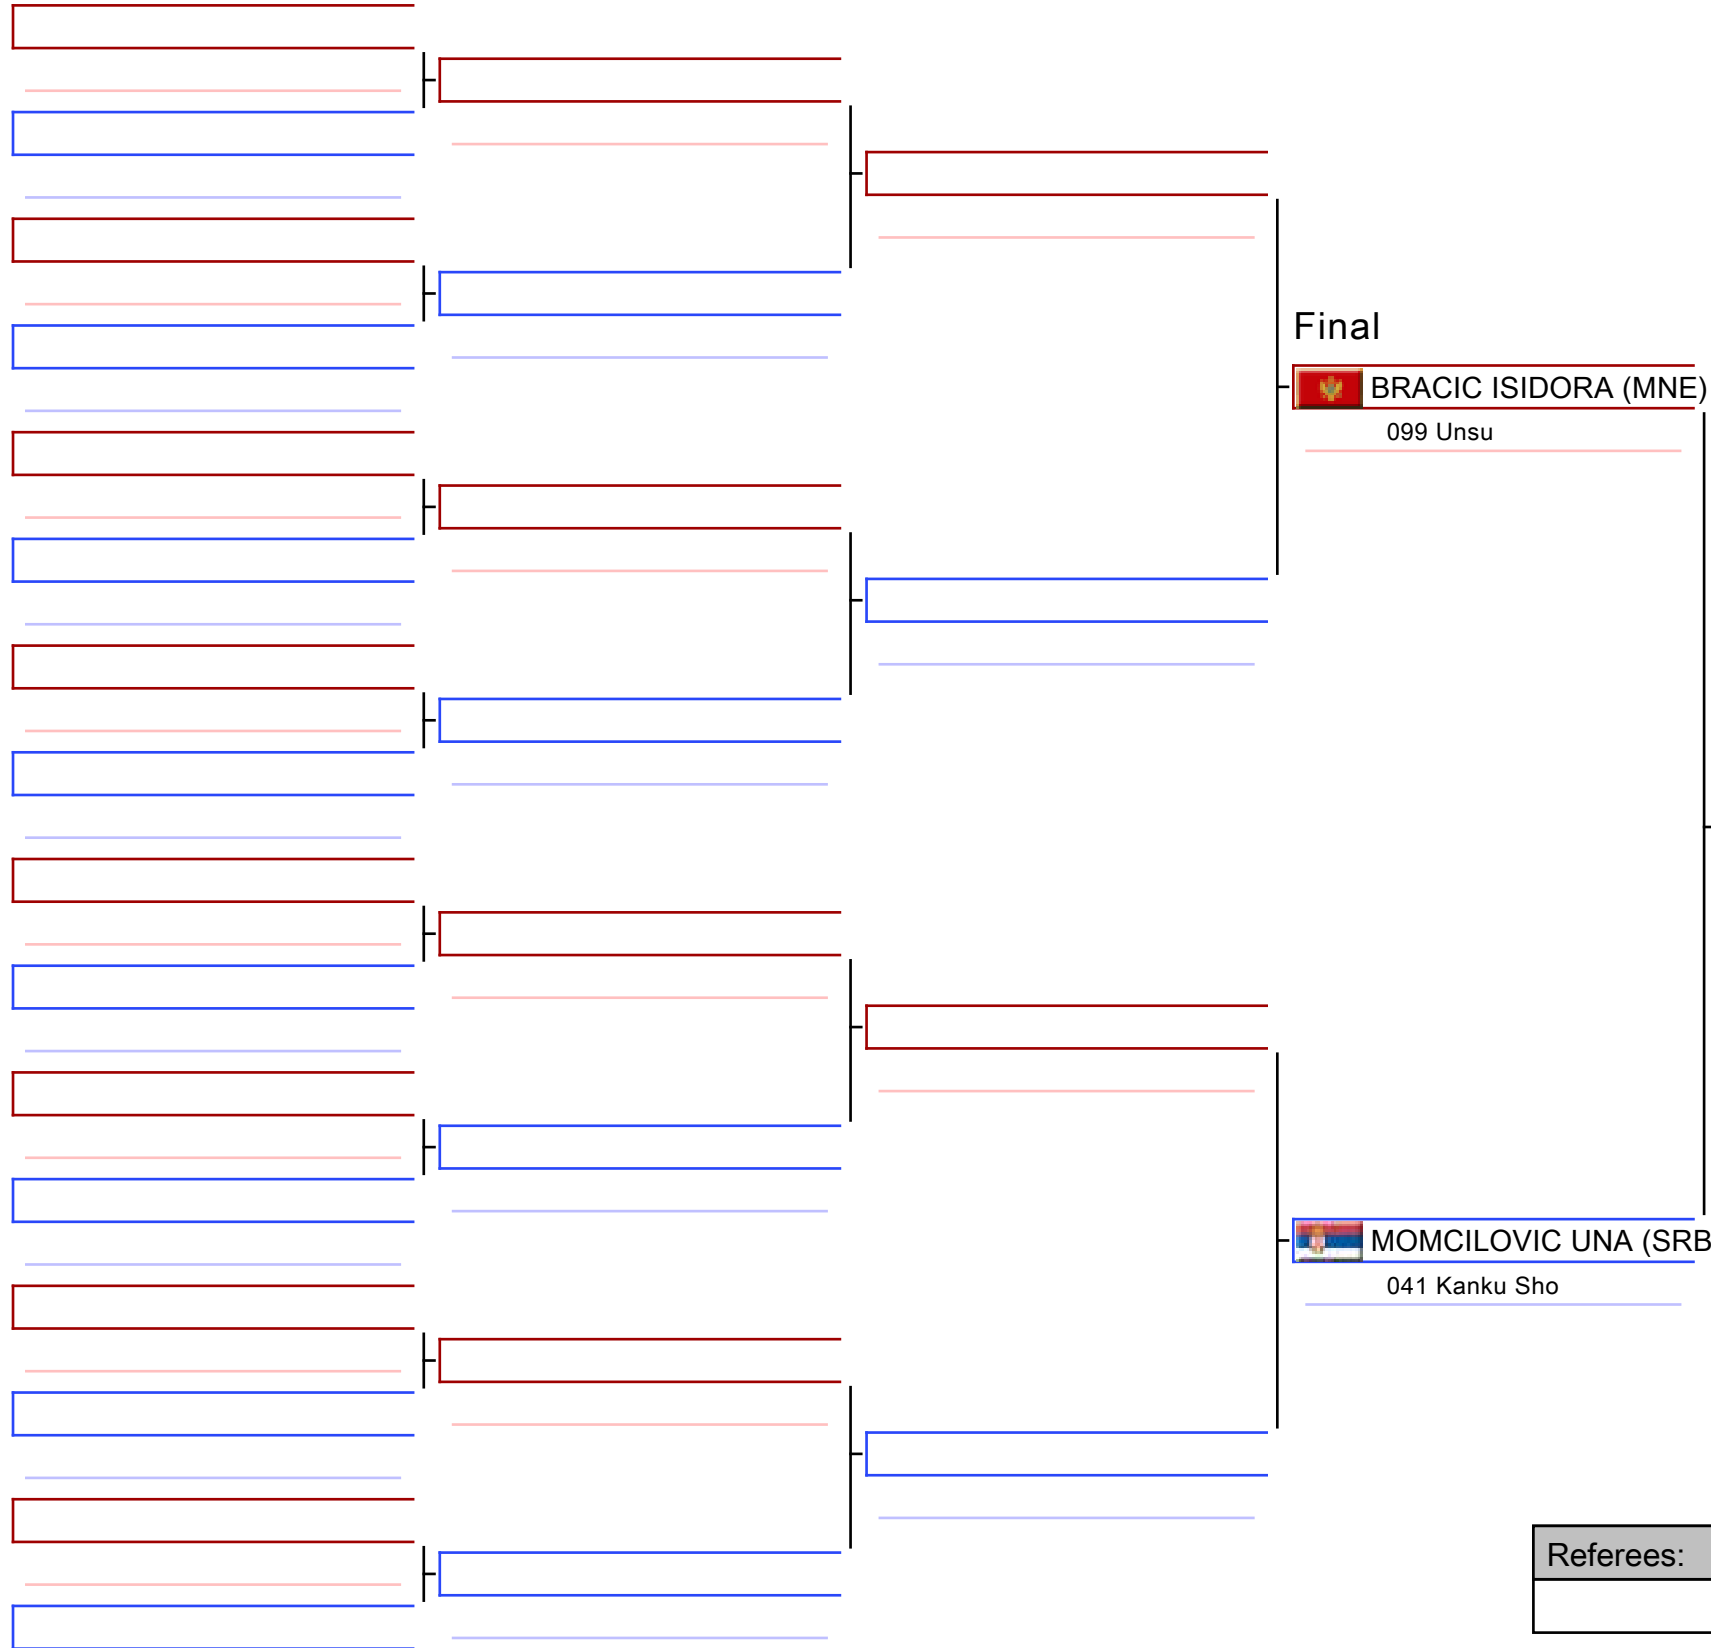 Final
BRACIC ISIDORA (MNE)
099 Unsu
MOMCILOVIC UNA (SRB
041 Kanku Sho
Referees: